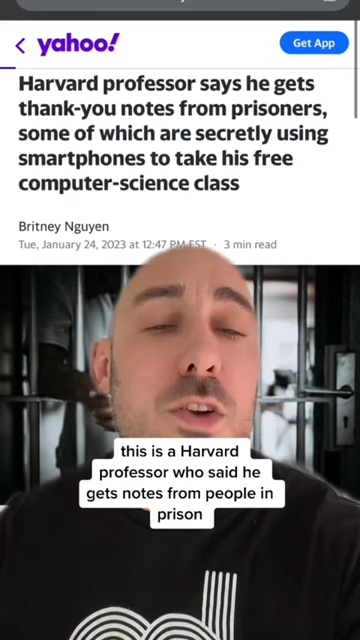 yahoo!
Get App
Harvard professor says he gets
thank-you notes from prisoners,
some of which are secretly using
smartphones to take his free
computer-science class
Britney Nguyen
Tue, January 24, 2023 at 12:47 PM EST · 3 min read
this is a Harvard
professor who said he
gets notes from people in
prison